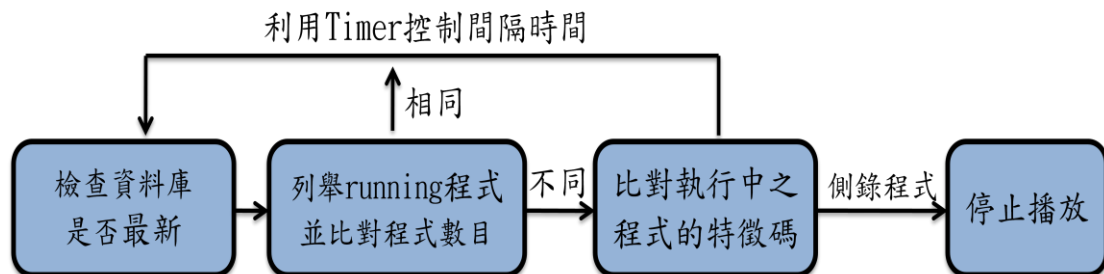 利用Timer控制間隔時間
相同
檢查資料庫
是否最新
列舉running程式
並比對程式數目
不同
比對執行中之
程式的特徵碼
側錄程式
停止播放